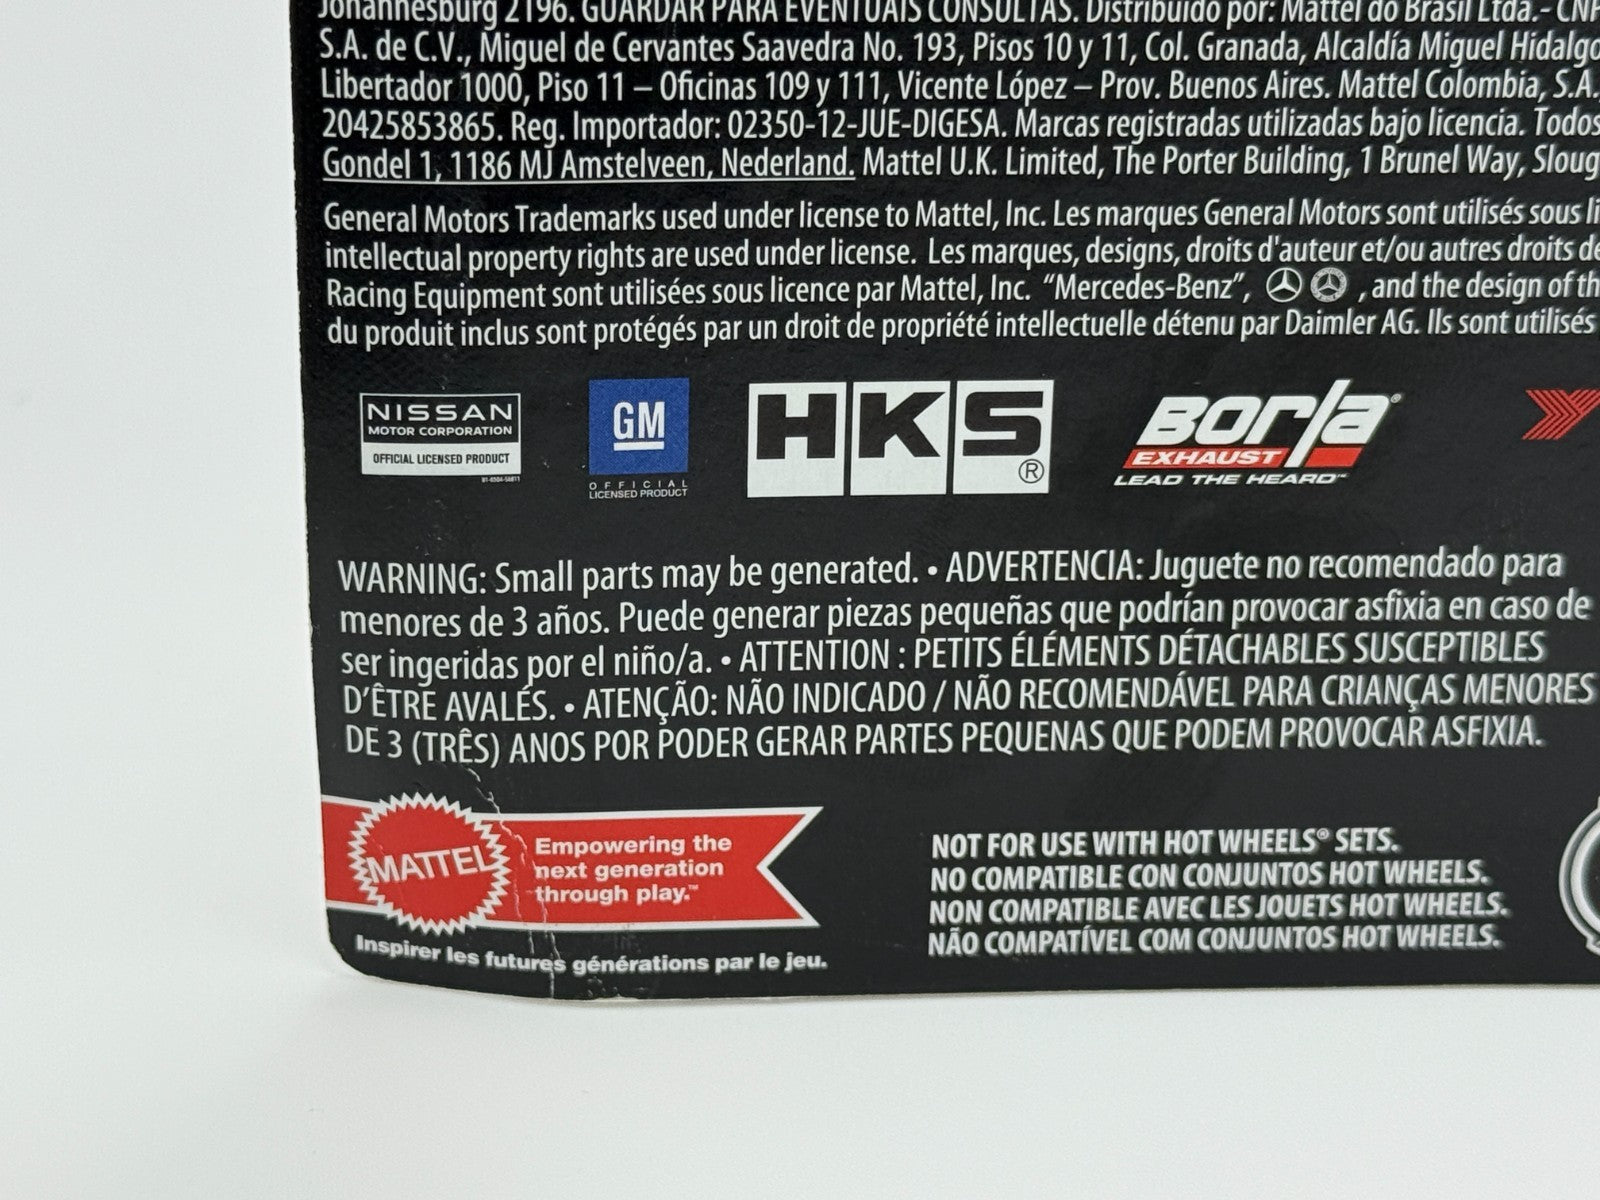 Johannesburg 2196. GUARDAR PARA EVENTUAIS CONSULTAS. Distribuído por: Mattel do Brasil Ltda.- CNP
S.A. de C.V., Miguel de Cervantes Saavedra No. 193, Pisos 10 y 11, Col. Granada, Alcaldía Miguel Hidalgo
Libertador 1000, Piso 11 – Oficinas 109 y 111, Vicente López – Prov. Buenos Aires. Mattel Colombia, S.A.
20425853865. Reg. Importador: 02350-12-JUE-DIGESA. Marcas registradas utilizadas bajo licencia. Todos
Gondel 1, 1186 MJ Amstelveen, Nederland. Mattel U.K. Limited, The Porter Building, 1 Brunel Way, Sloug
General Motors Trademarks used under license to Mattel, Inc. Les marques General Motors sont utilisés sous li
intellectual property rights are used under license. Les marques, designs, droits d'auteur et/ou autres droits de
Racing Equipment sont utilisées sous licence par Mattel, Inc. “Mercedes-Benz”, , and the design of th
du produit inclus sont protégés par un droit de propriété intellectuelle détenu par Daimler AG. Ils sont utilisés
NISSAN
MOTOR CORPORATION
OFFICIAL LICENSED PRODUCT
GM
OFFICIAL
LICENSED PRODUCT
HKS®
Borla®
EXHAUST
LEAD THE HEARD™
WARNING: Small parts may be generated. • ADVERTENCIA: Juguete no recomendado para
menores de 3 años. Puede generar piezas pequeñas que podrían provocar asfixia en caso de
ser ingeridas por el niño/a. • ATTENTION : PETITS ÉLÉMENTS DÉTACHABLES SUSCEPTIBLES
D’ÊTRE AVALÉS. • ATENÇÃO: NÃO INDICADO / NÃO RECOMENDÁVEL PARA CRIANÇAS MENORES
DE 3 (TRÊS) ANOS POR PODER GERAR PARTES PEQUENAS QUE PODEM PROVOCAR ASFIXIA.
MATTEL
Empowering the
next generation
through play.™
Inspirer les futures générations par le jeu.
NOT FOR USE WITH HOT WHEELS® SETS.
NO COMPATIBLE CON CONJUNTOS HOT WHEELS.
NON COMPATIBLE AVEC LES JOUETS HOT WHEELS.
NÃO COMPATÍVEL COM CONJUNTOS HOT WHEELS.